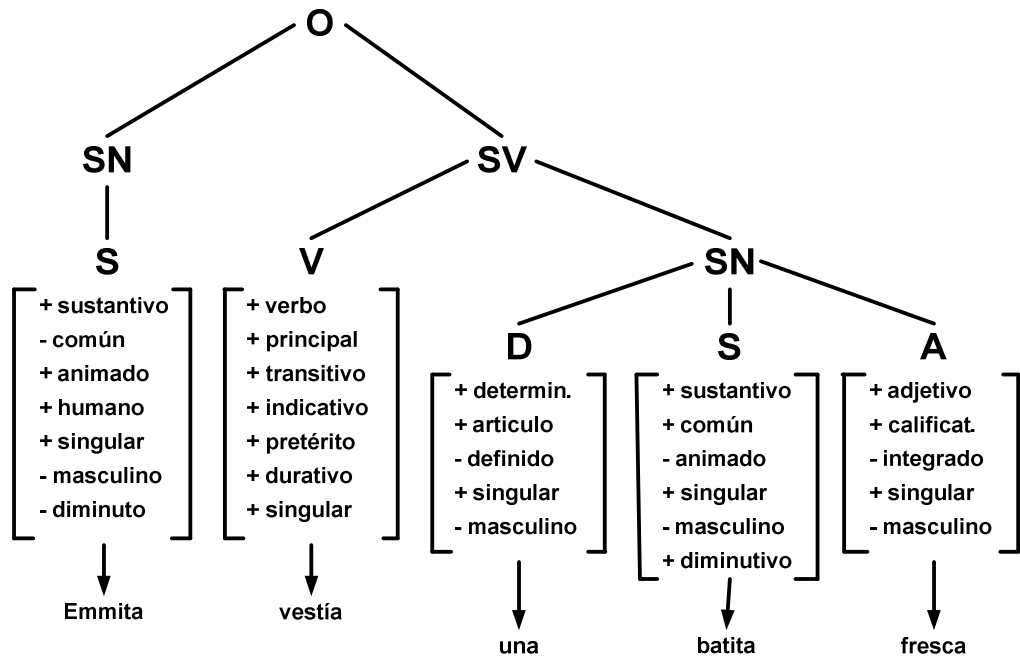 O
SN SV
S V SN
+ sustantivo
- común
+ animado
+ humano
+ singular
- masculino
- diminuto
+ verbo
+ principal
+ transitivo
+ indicativo
+ pretérito
+ durativo
+ singular
D S A
+ determin.
+ articulo
- definido
+ singular
- masculino
+ sustantivo
+ común
- animado
+ singular
- masculino
+ diminutivo
+ adjetivo
+ calificat.
- integrado
+ singular
- masculino
Emmita vestía
una batita fresca